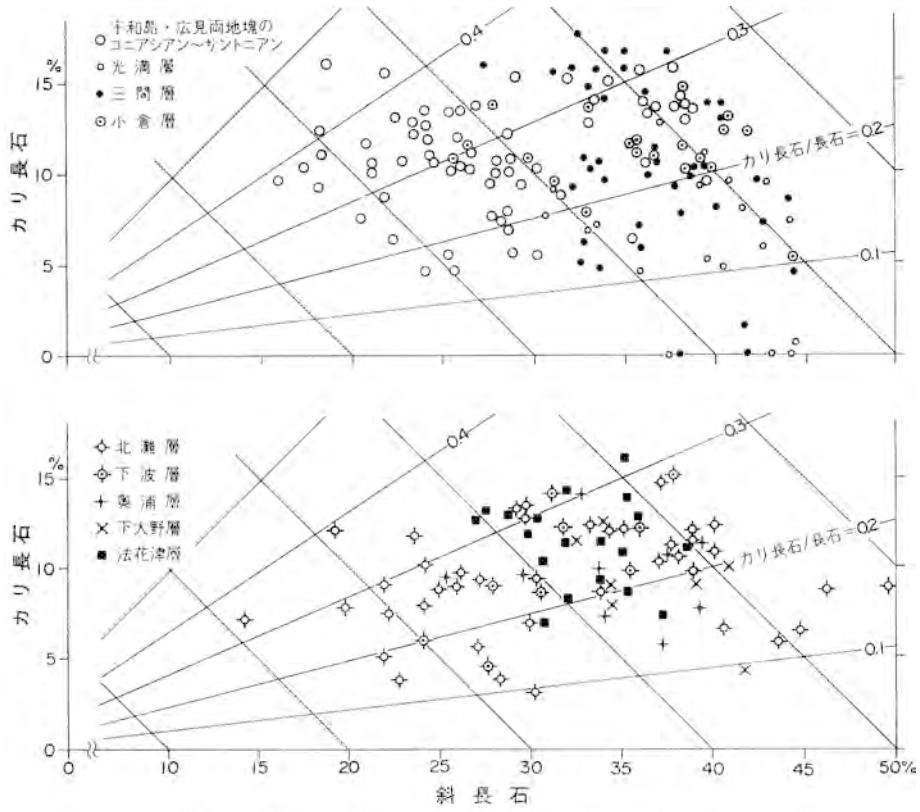 宇和島・広見両地塊の
コニアシアン～サントニアン
光満層
三間層
小倉層
%
15
10
5
0
カリ長石
0.4
0.3
カリ長石/長石=0.2
0.1
北灘層
下波層
奥浦層
下大野層
法花津層
%
15
10
5
0
カリ長石
0.4
0.3
カリ長石/長石=0.2
0.1
0 10 15 20 25 30 35 40 45 50%
斜長石